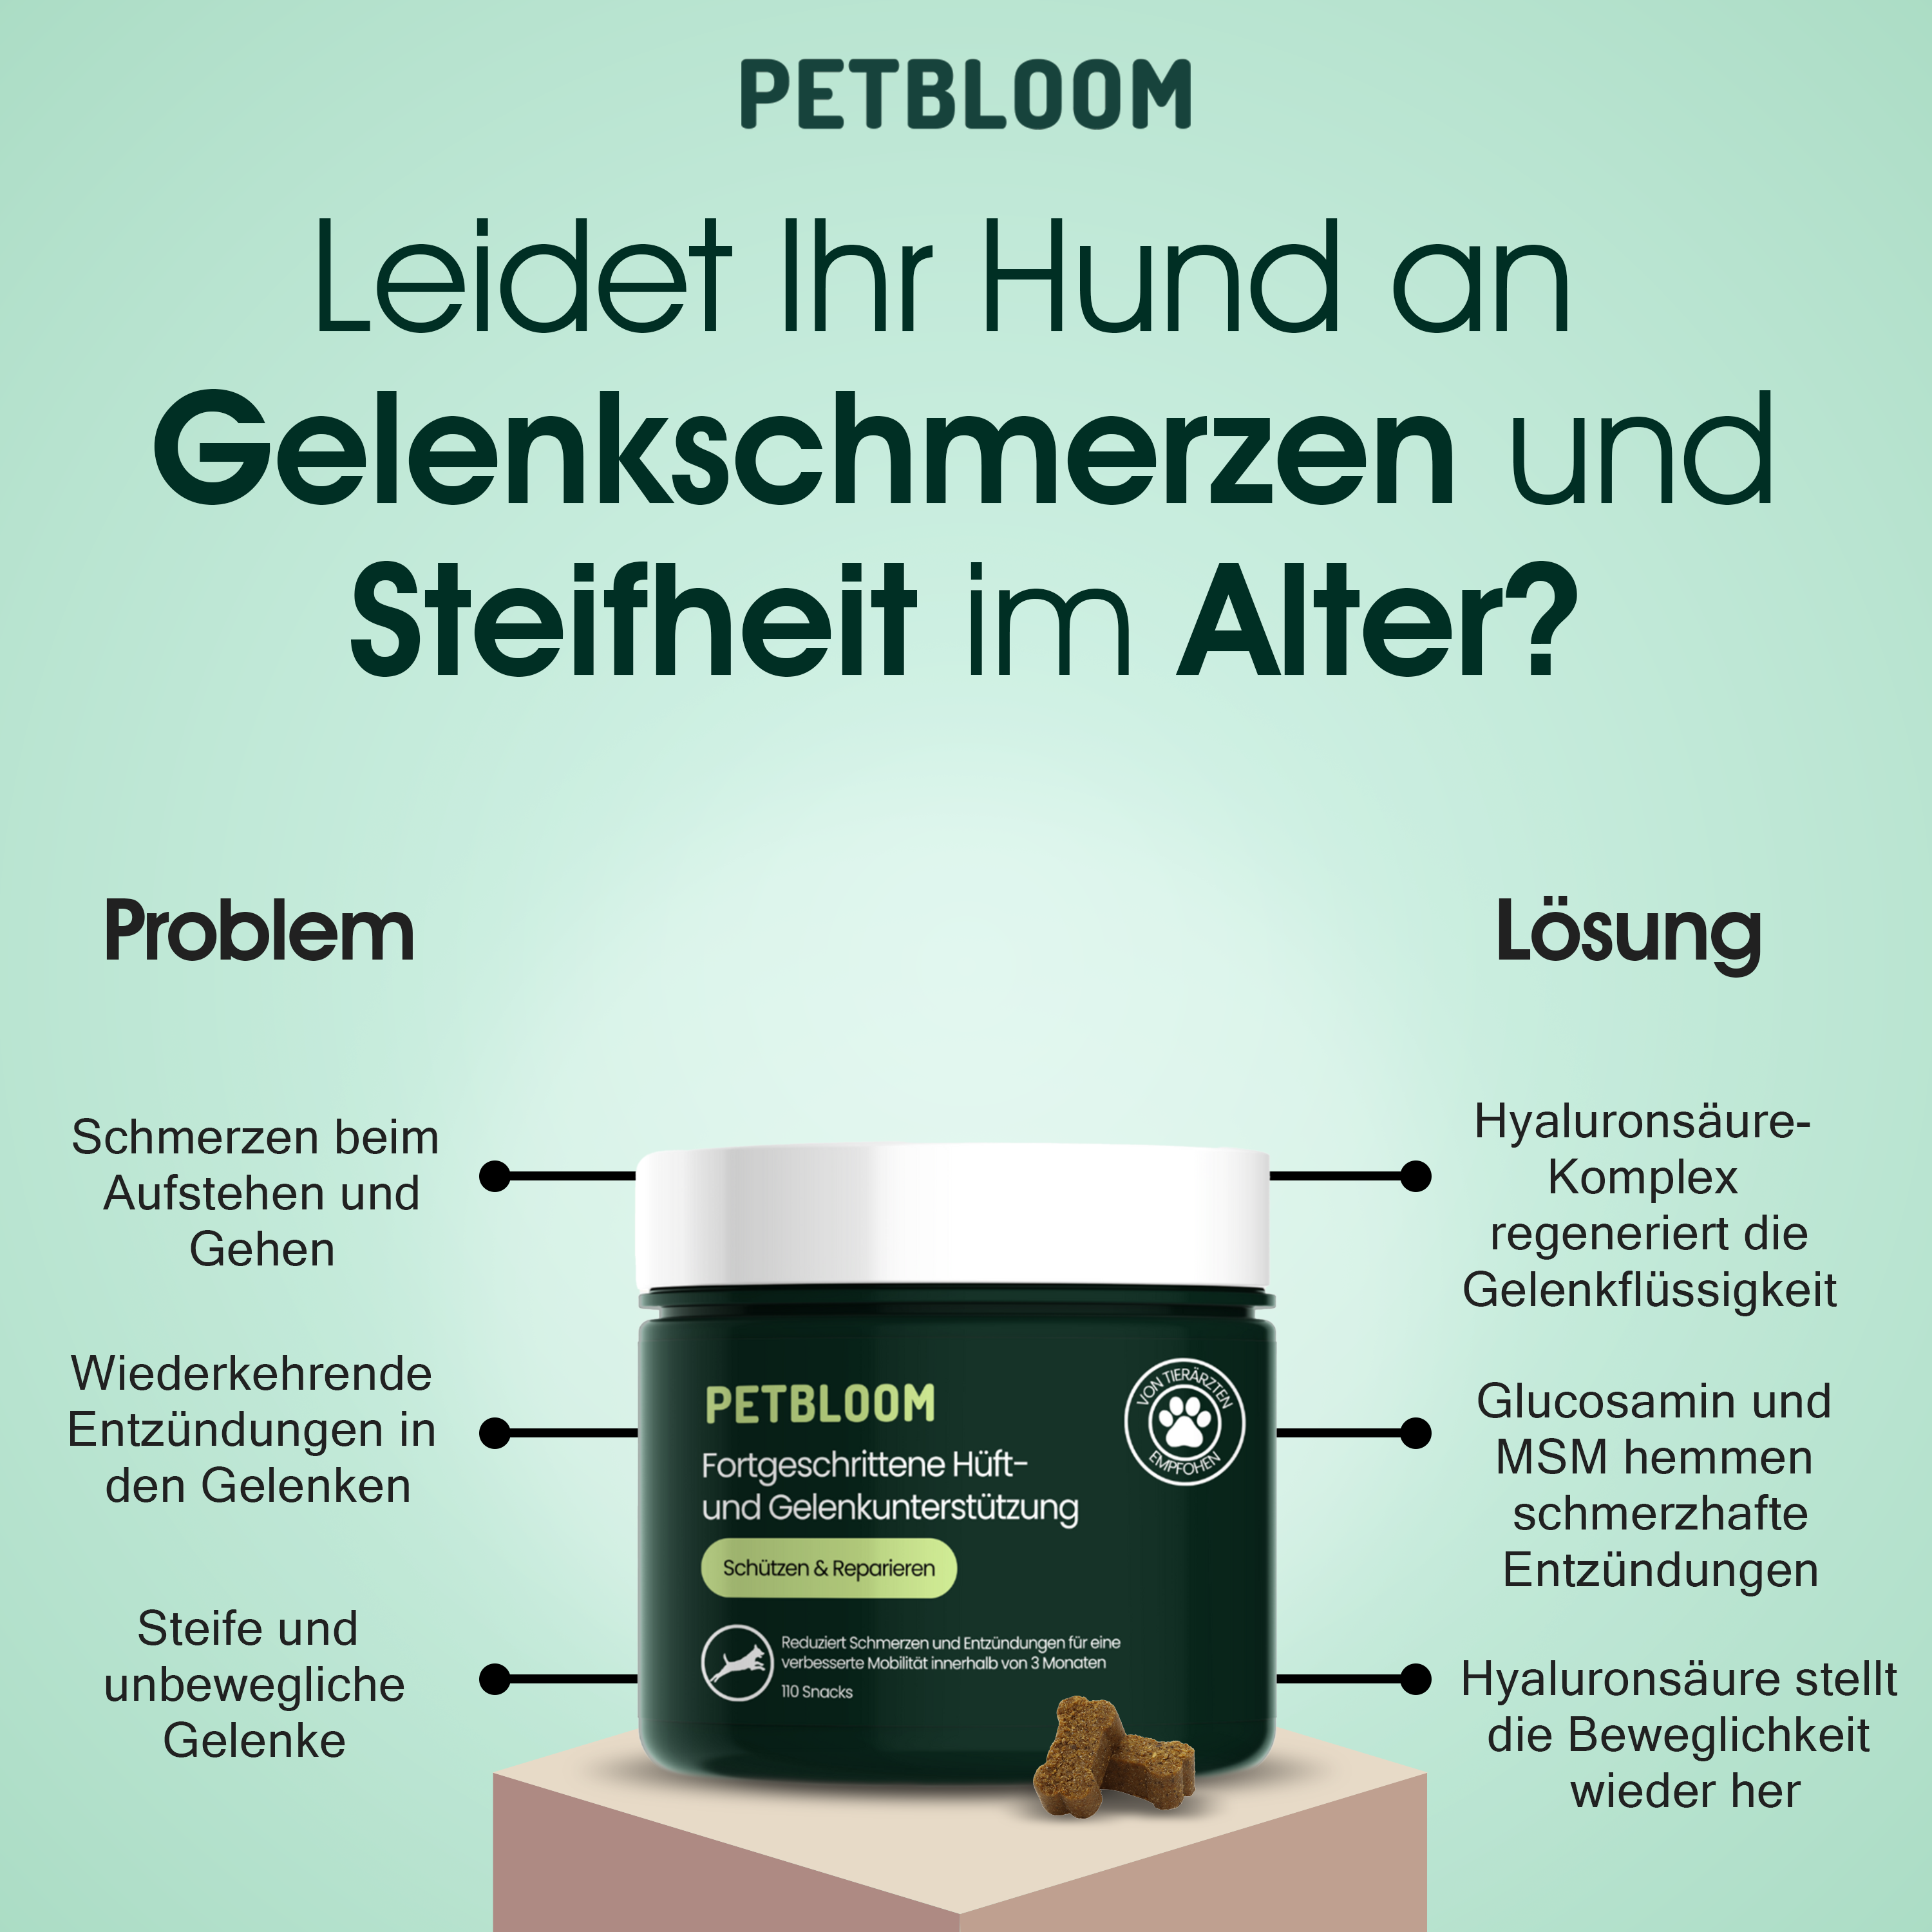 PETBLOOM
Leidet Ihr Hund an
Gelenkschmerzen und
Steifheit im Alter?
Problem
Schmerzen beim
Aufstehen und
Gehen
Wiederkehrende
Entzündungen in
den Gelenken
Steife und
unbewegliche
Gelenke
Lösung
Hyaluronsäure-
Komplex
regeneriert die
Gelenkflüssigkeit
Glucosamin und
MSM hemmen
schmerzhafte
Entzündungen
Hyaluronsäure stellt
die Beweglichkeit
wieder her
PETBLOOM
Fortgeschrittene Hüft-
und Gelenkunterstützung
Schützen & Reparieren
Reduziert Schmerzen und Entzündungen für eine
verbesserte Mobilität innerhalb von 3 Monaten
110 Snacks
VON TIERÄRZTEN
EMPFOHEN